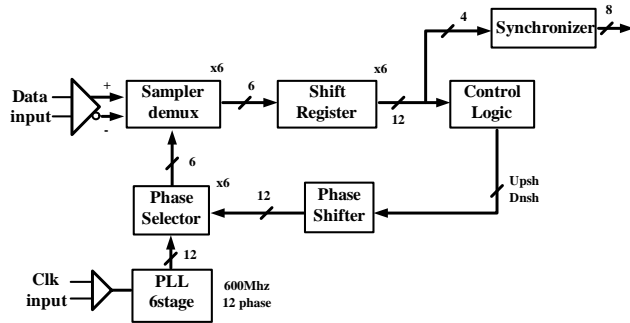 4
Synchronizer
8
x6
x6
Data
input
+
-
Sampler
demux
6
Shift
Register
12
Control
Logic
6
x6
Upsh
Dnsh
Phase
Selector
12
Phase
Shifter
12
Clk
input
PLL
6stage
600Mhz
12 phase